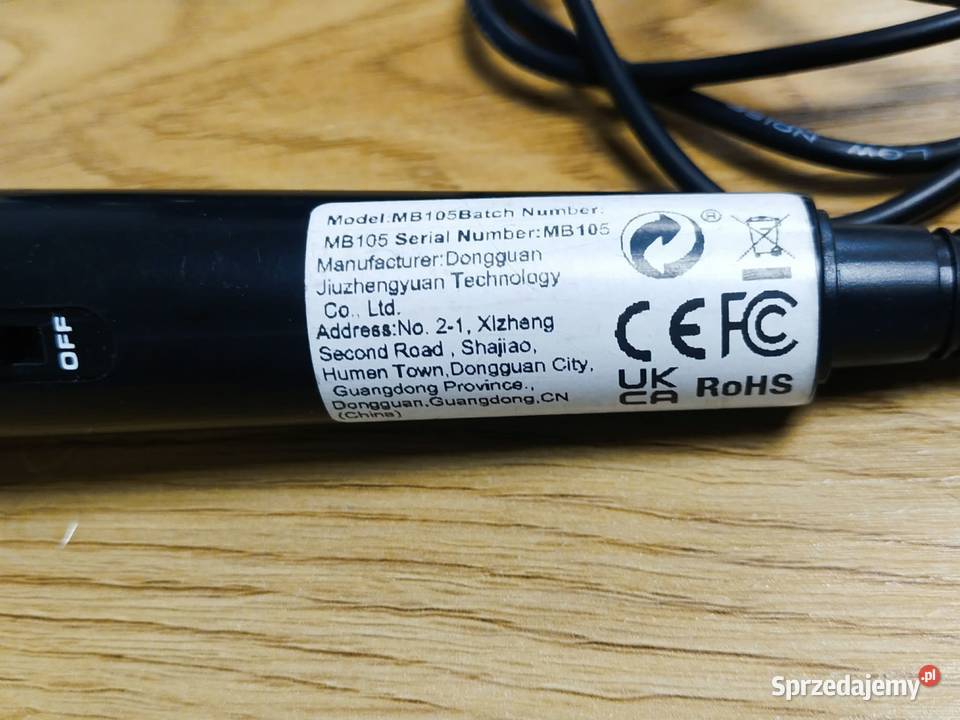 Model:MB105Batch Number:
MB105 Serial Number:MB105
Manufacturer:Dongguan
Jiuzhengyuan Technology
Co., Ltd.
Address:No. 2-1, XIzheng
Second Road , Shajiao,
Humen Town,Dongguan City,
Guangdong Province.,
Dongguan,Guangdong,CN
(China)
®
CE FC
UK
CA
RoHS
OFF
NOISION
LOW
Sprzedajemy.pl